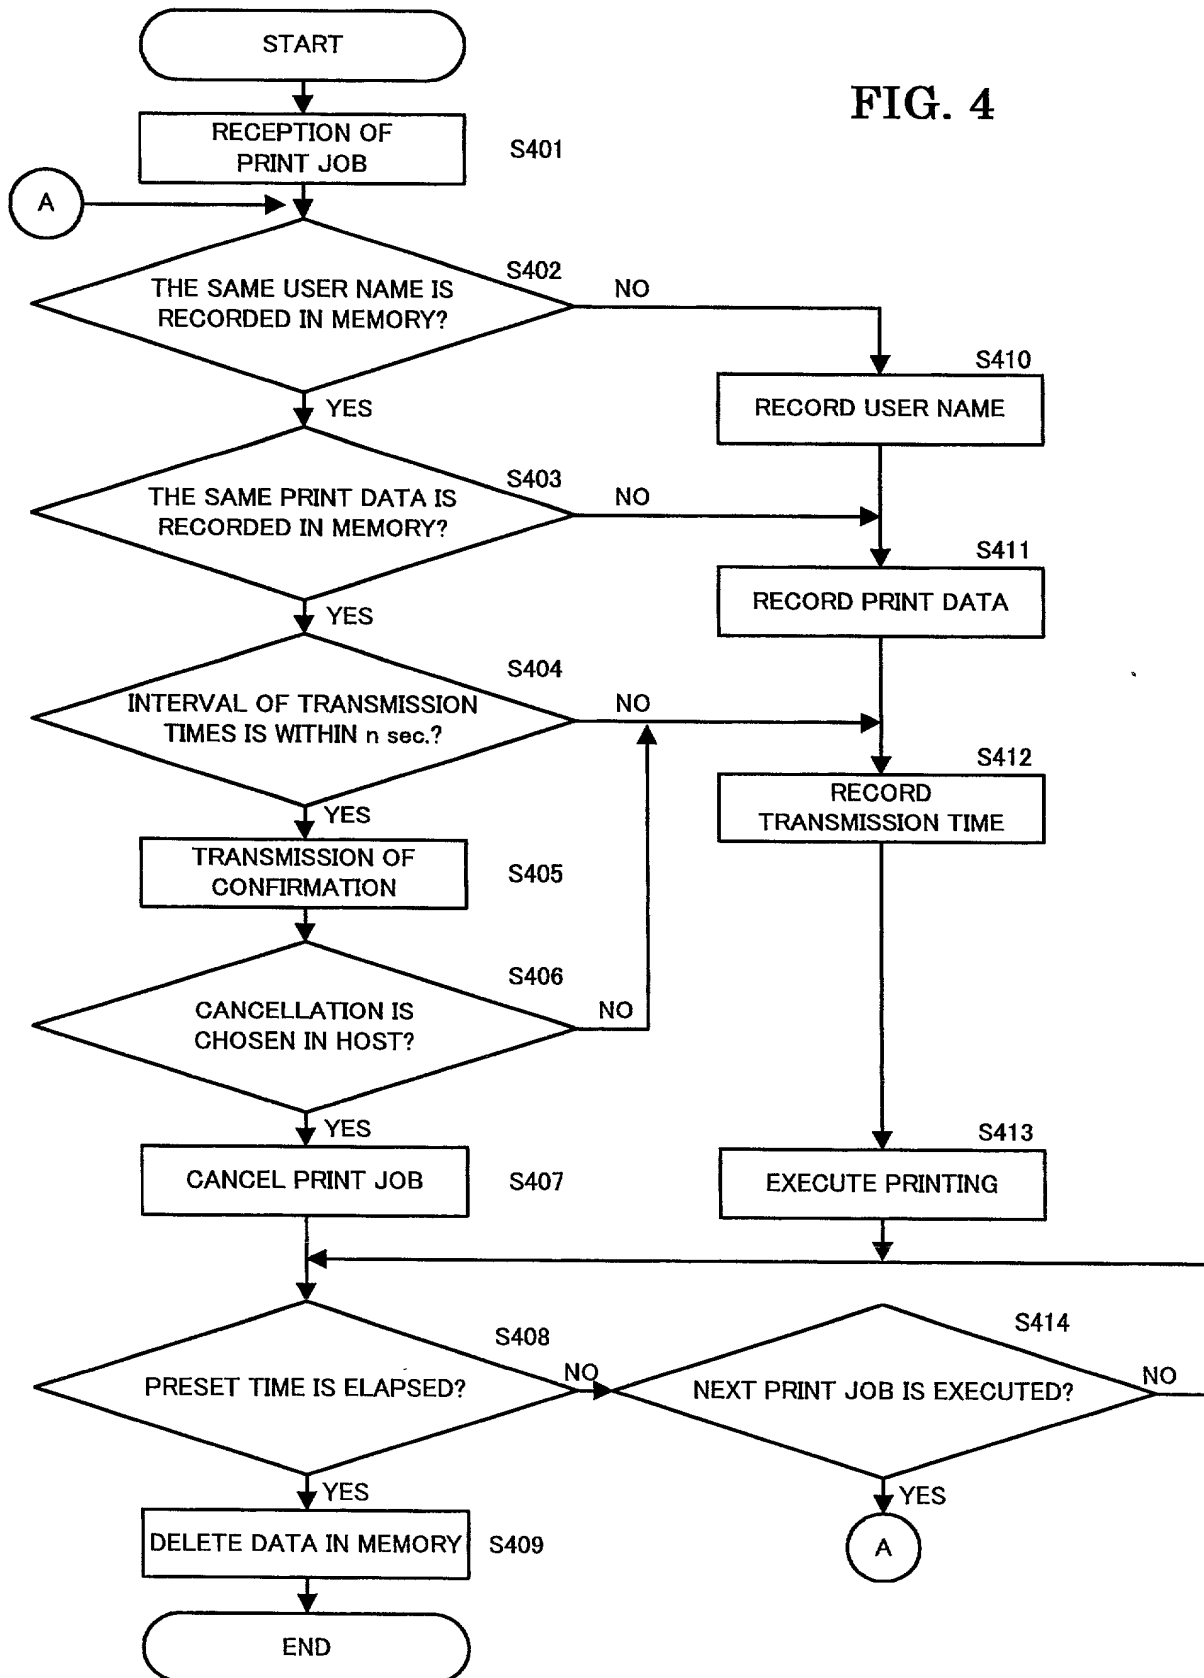 START
FIG. 4
RECEPTION OF
PRINT JOB
S401
A
S402
THE SAME USER NAME IS
RECORDED IN MEMORY?
NO
YES
S410
RECORD USER NAME
S403
THE SAME PRINT DATA IS
RECORDED IN MEMORY?
NO
YES
S411
RECORD PRINT DATA
S404
INTERVAL OF TRANSMISSION
TIMES IS WITHIN n sec.?
NO
YES
S412
RECORD
TRANSMISSION TIME
TRANSMISSION OF
CONFIRMATION
S405
S406
CANCELLATION IS
CHOSEN IN HOST?
NO
YES
S413
EXECUTE PRINTING
CANCEL PRINT JOB
S407
S408
PRESET TIME IS ELAPSED?
NO
YES
S414
NEXT PRINT JOB IS EXECUTED?
NO
YES
A
DELETE DATA IN MEMORY
S409
END